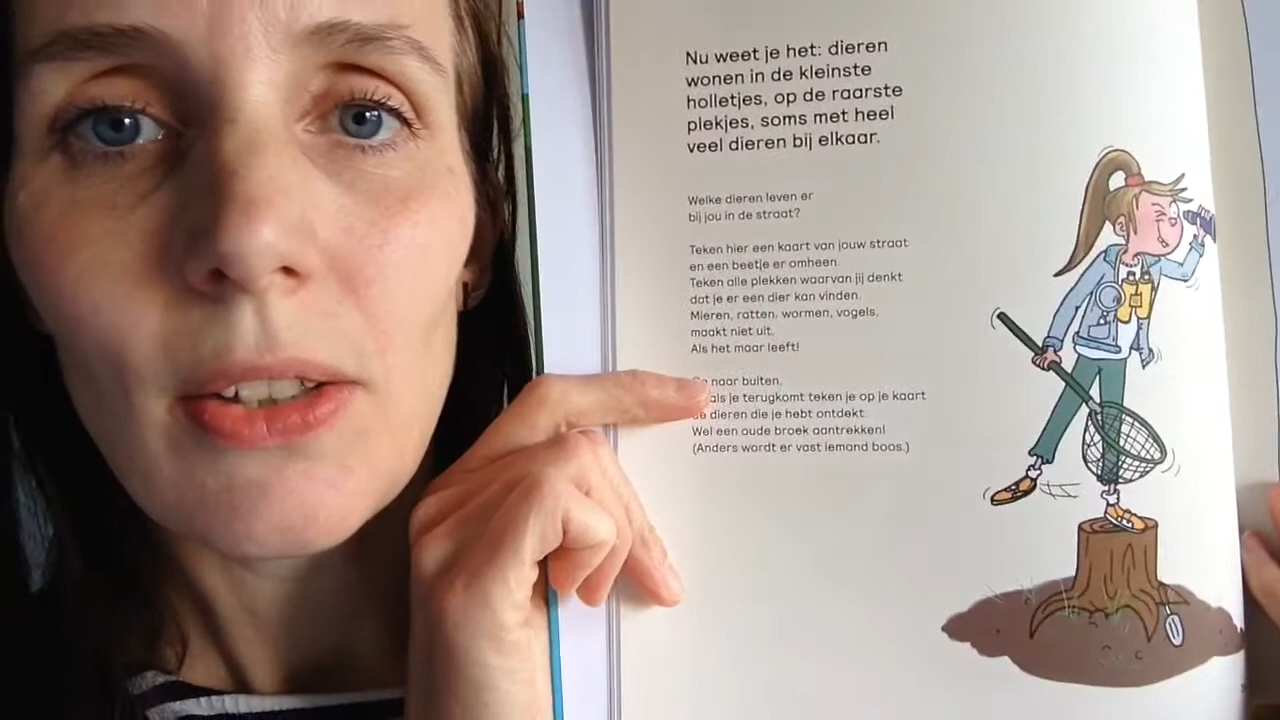 Nu weet je het: dieren
wonen in de kleinste
holletjes, op de raarste
plekjes, soms met heel
veel dieren bij elkaar.
Welke dieren leven er
bij jou in de straat?
Teken hier een kaart van jouw straat
en een beetje er omheen.
Teken alle plekken waarvan jij denkt
dat je er een dier kan vinden.
Mieren, ratten, wormen, vogels,
maakt niet uit.
Als het maar leeft!
naar buiten,
als je terugkomt teken je op je kaart
de dieren die je hebt ontdekt.
Wel een oude broek aantrekken!
(Anders wordt er vast iemand boos.)